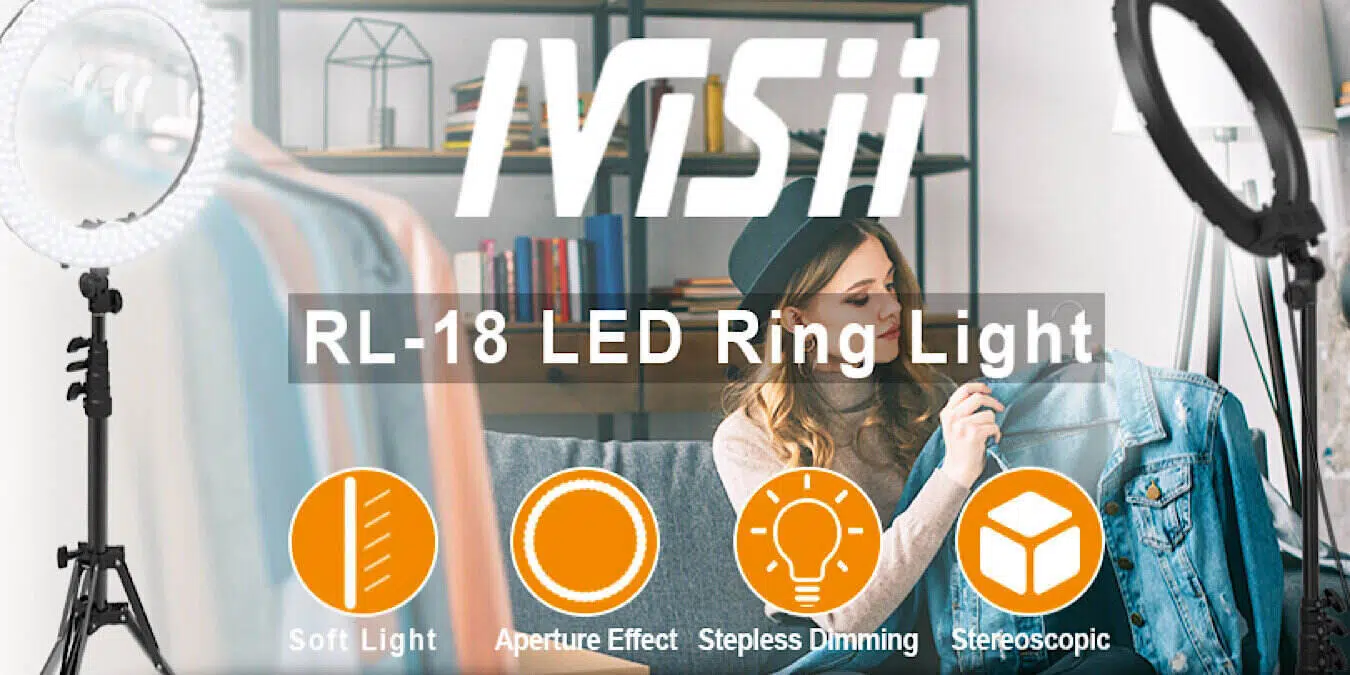 IVISii
RL-18 LED Ring Light
Soft Light
Aperture Effect
Stepless Dimming
Stereoscopic